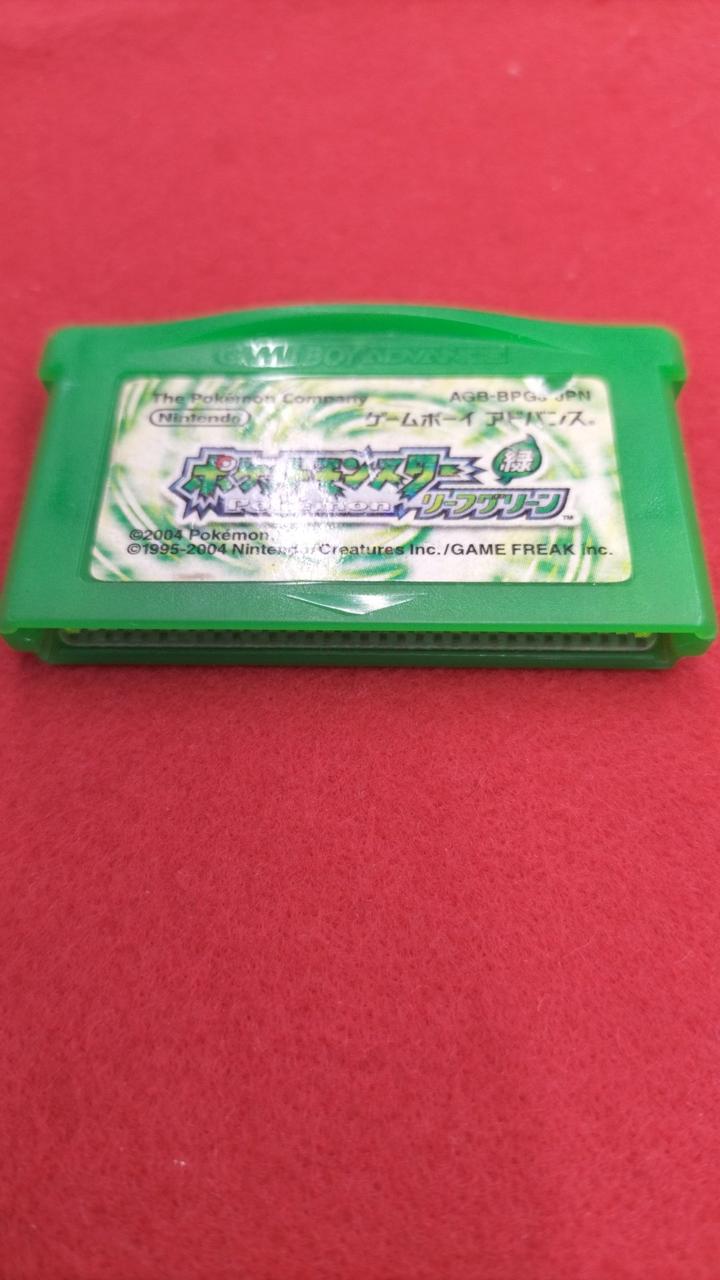 GAME BOY ADVANCE
The Pokémon Company AGB-BPGJ-JPN
Nintendo ゲームボーイ アドバンス®
ポケットモンスター 緑
Pokémon リーフグリーン™
©2004 Pokémon.
©1995-2004 Nintendo/Creatures Inc./GAME FREAK inc.